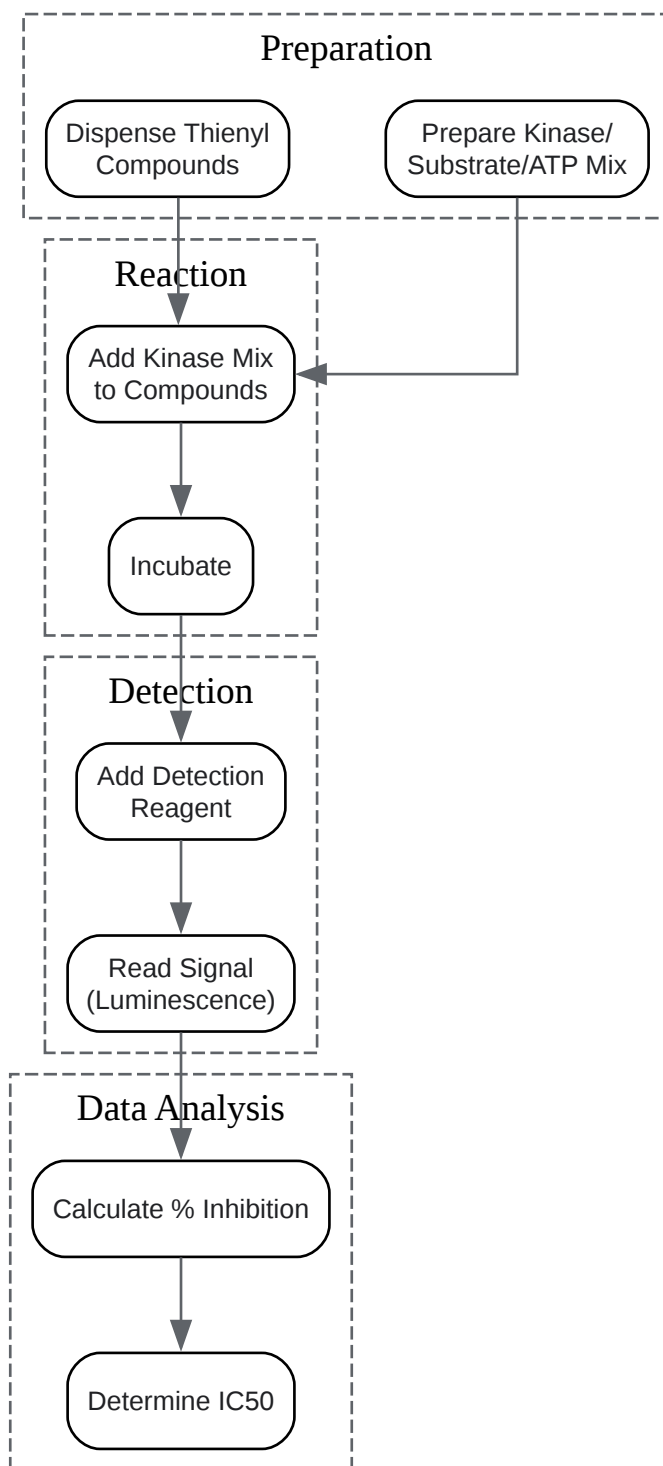 Preparation
Dispense Thienyl
Compounds
Prepare Kinase/
Substrate/ATP Mix
Reaction
Add Kinase Mix
to Compounds
Incubate
Detection
Add Detection
Reagent
Read Signal
(Luminescence)
Data Analysis
Calculate % Inhibition
Determine IC50